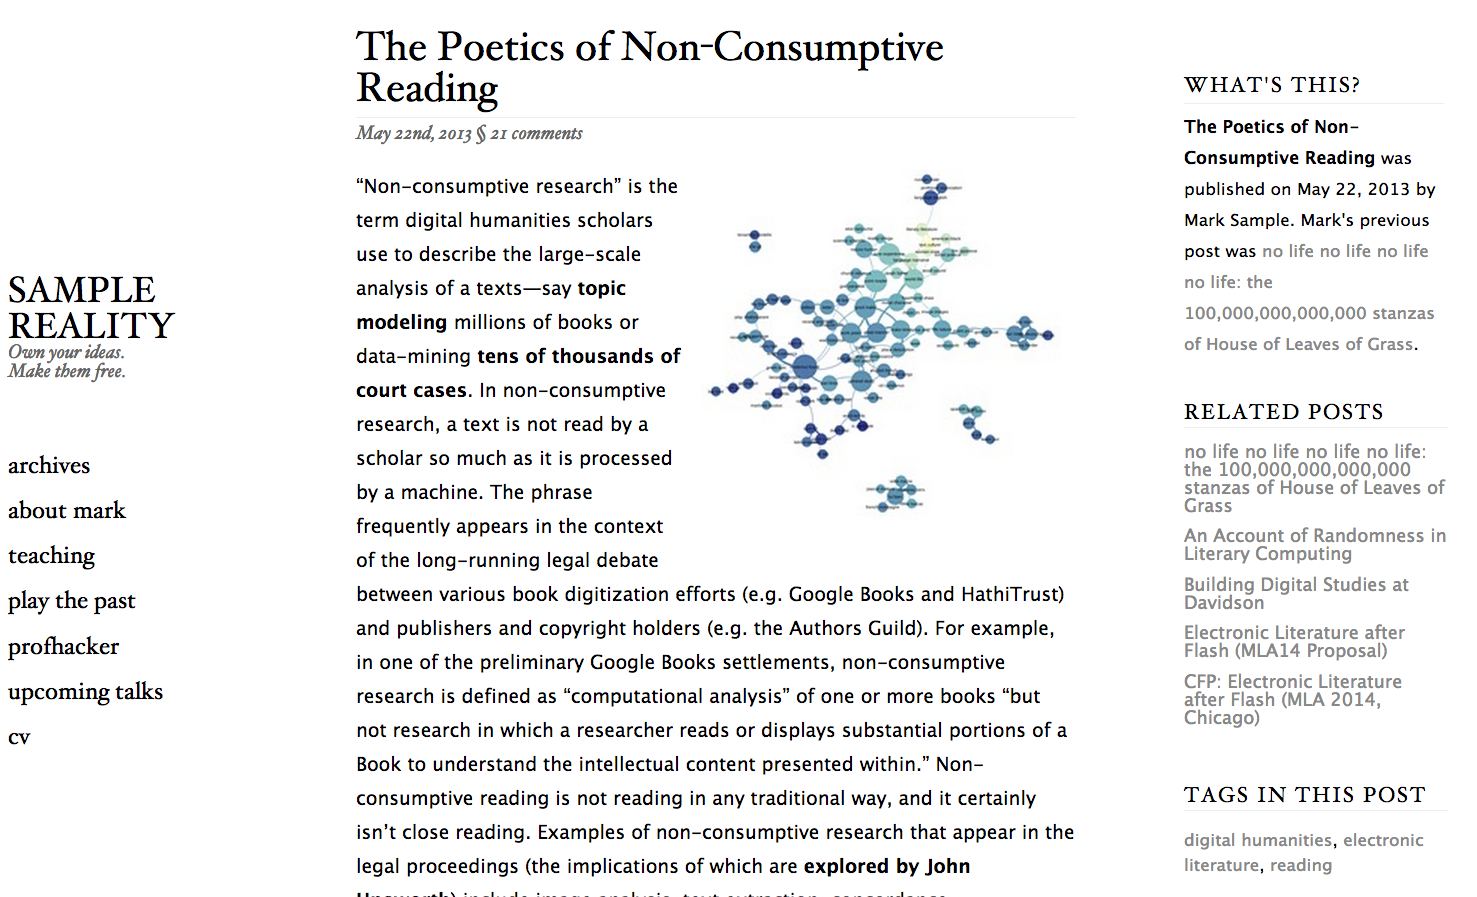 The Poetics of Non-Consumptive
Reading
May 22nd, 2013 § 21 comments
“Non-consumptive research” is the
term digital humanities scholars
use to describe the large-scale
analysis of a texts—say topic
modeling millions of books or
data-mining tens of thousands of
court cases. In non-consumptive
research, a text is not read by a
scholar so much as it is processed
by a machine. The phrase
frequently appears in the context
of the long-running legal debate
between various book digitization efforts (e.g. Google Books and HathiTrust)
and publishers and copyright holders (e.g. the Authors Guild). For example,
in one of the preliminary Google Books settlements, non-consumptive
research is defined as “computational analysis” of one or more books “but
not research in which a researcher reads or displays substantial portions of a
Book to understand the intellectual content presented within.” Non-
consumptive reading is not reading in any traditional way, and it certainly
isn’t close reading. Examples of non-consumptive research that appear in the
legal proceedings (the implications of which are explored by John
SAMPLE
REALITY
Own your ideas.
Make them free.
archives
about mark
teaching
play the past
profhacker
upcoming talks
cv
WHAT'S THIS?
The Poetics of Non-
Consumptive Reading was
published on May 22, 2013 by
Mark Sample. Mark's previous
post was no life no life no life
no life: the
100,000,000,000,000 stanzas
of House of Leaves of Grass.
RELATED POSTS
no life no life no life no life:
the 100,000,000,000,000
stanzas of House of Leaves of
Grass
An Account of Randomness in
Literary Computing
Building Digital Studies at
Davidson
Electronic Literature after
Flash (MLA14 Proposal)
CFP: Electronic Literature
after Flash (MLA 2014,
Chicago)
TAGS IN THIS POST
digital humanities, electronic
literature, reading